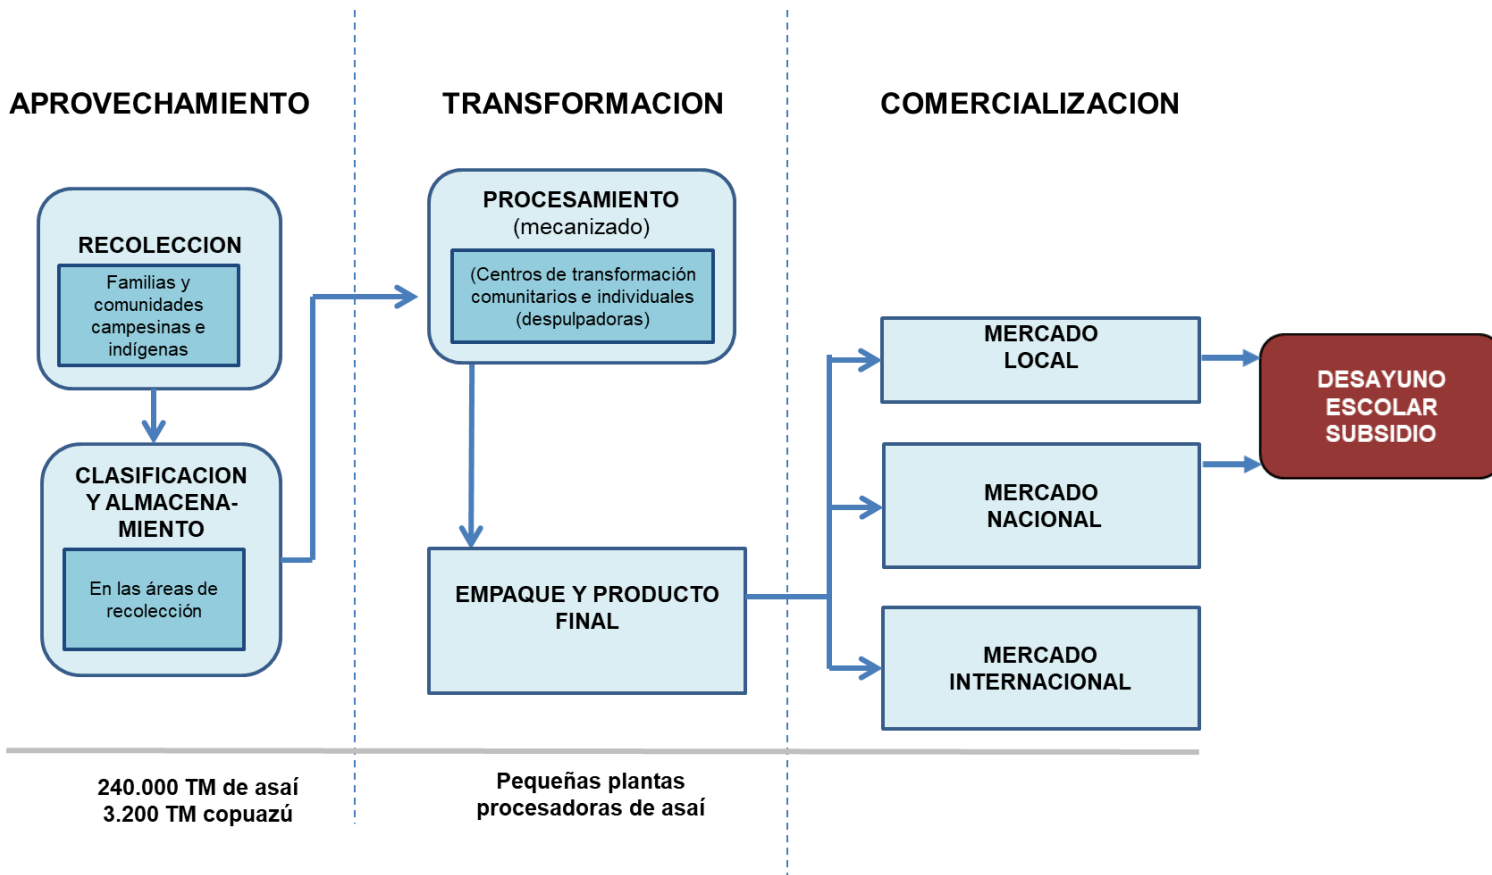 APROVECHAMIENTO
TRANSFORMACION
COMERCIALIZACION
RECOLECCION
Familias y
comunidades
campesinas e
indígenas
CLASIFICACION
Y ALMACENA-
MIENTO
En las áreas de
recolección
PROCESAMIENTO
(mecanizado)
(Centros de transformación
comunitarios e individuales
(despulpadoras)
EMPAQUE Y PRODUCTO
FINAL
MERCADO
LOCAL
MERCADO
NACIONAL
MERCADO
INTERNACIONAL
DESAYUNO
ESCOLAR
SUBSIDIO
240.000 TM de asaí
3.200 TM copuazú
Pequeñas plantas
procesadoras de asaí